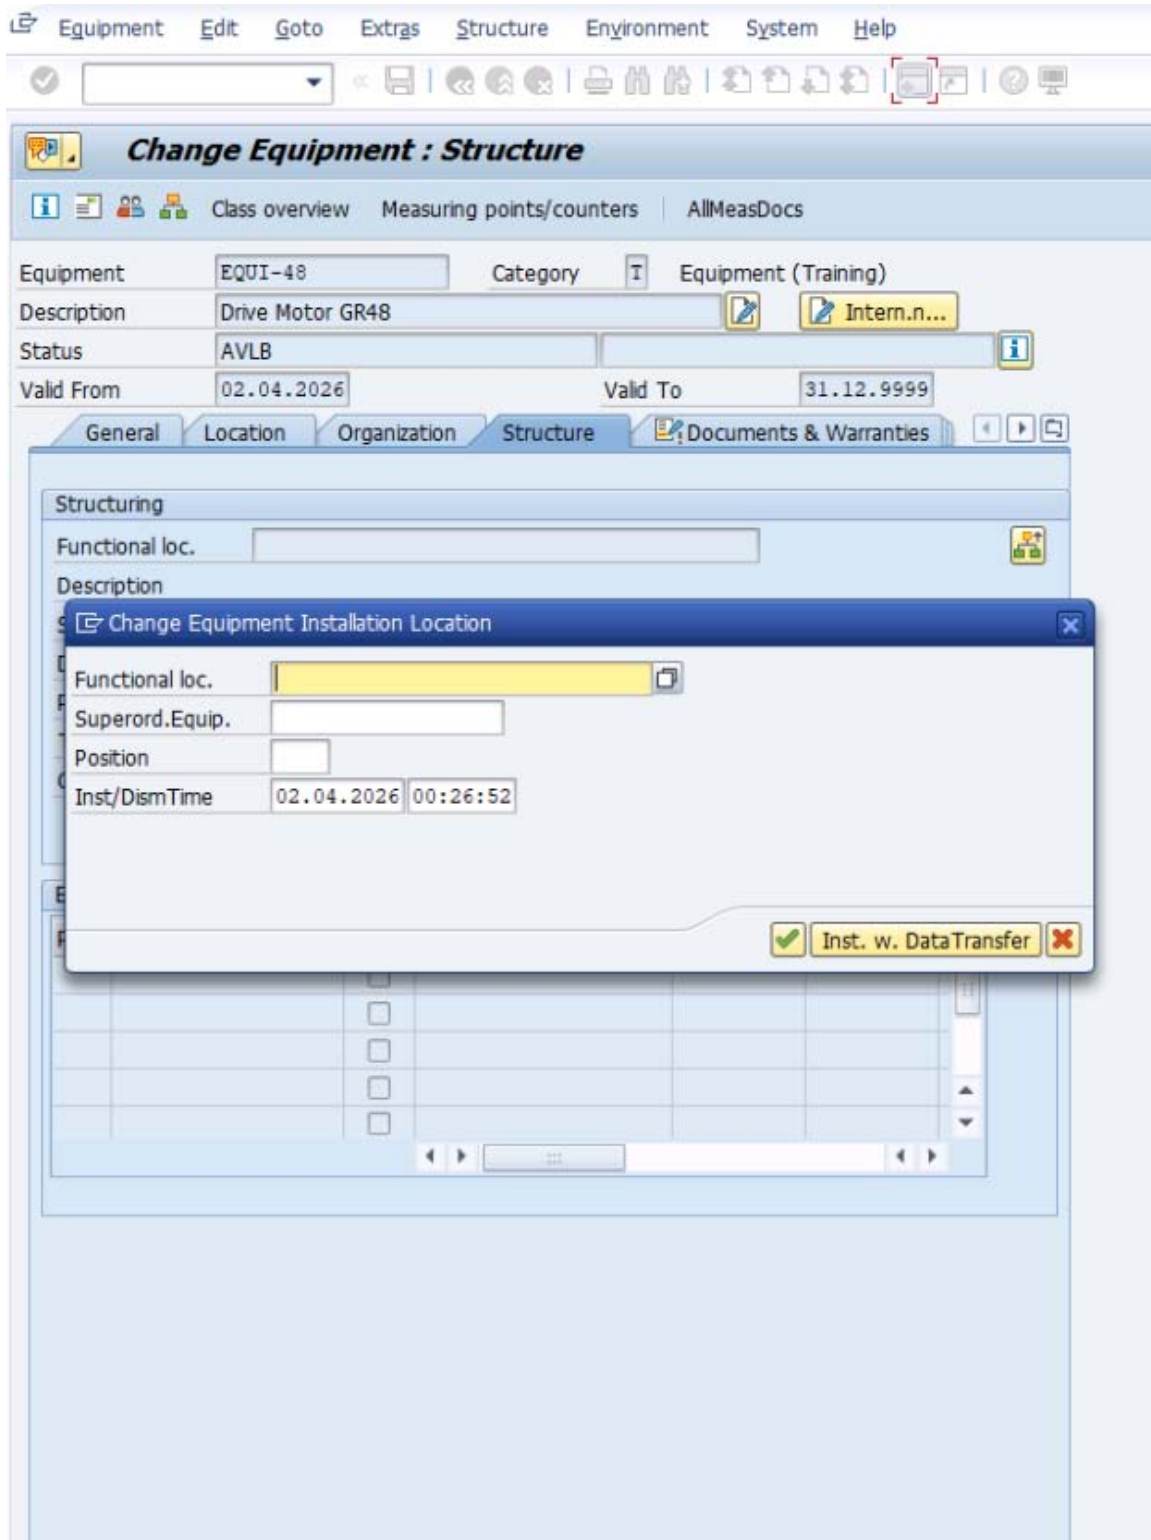 Equipment Edit Goto Extras Structure Environment System Help
Change Equipment : Structure
Class overview Measuring points/counters AllMeasDocs
Equipment EQUI-48 Category T Equipment (Training)
Description Drive Motor GR48 Intern.n...
Status AVLB
Valid From 02.04.2026 Valid To 31.12.9999
General Location Organization Structure Documents & Warranties
Structuring
Functional loc.
Description
Change Equipment Installation Location
Functional loc.
Superord.Equip.
Position
Inst/DismTime 02.04.2026 00:26:52
Inst. w. DataTransfer